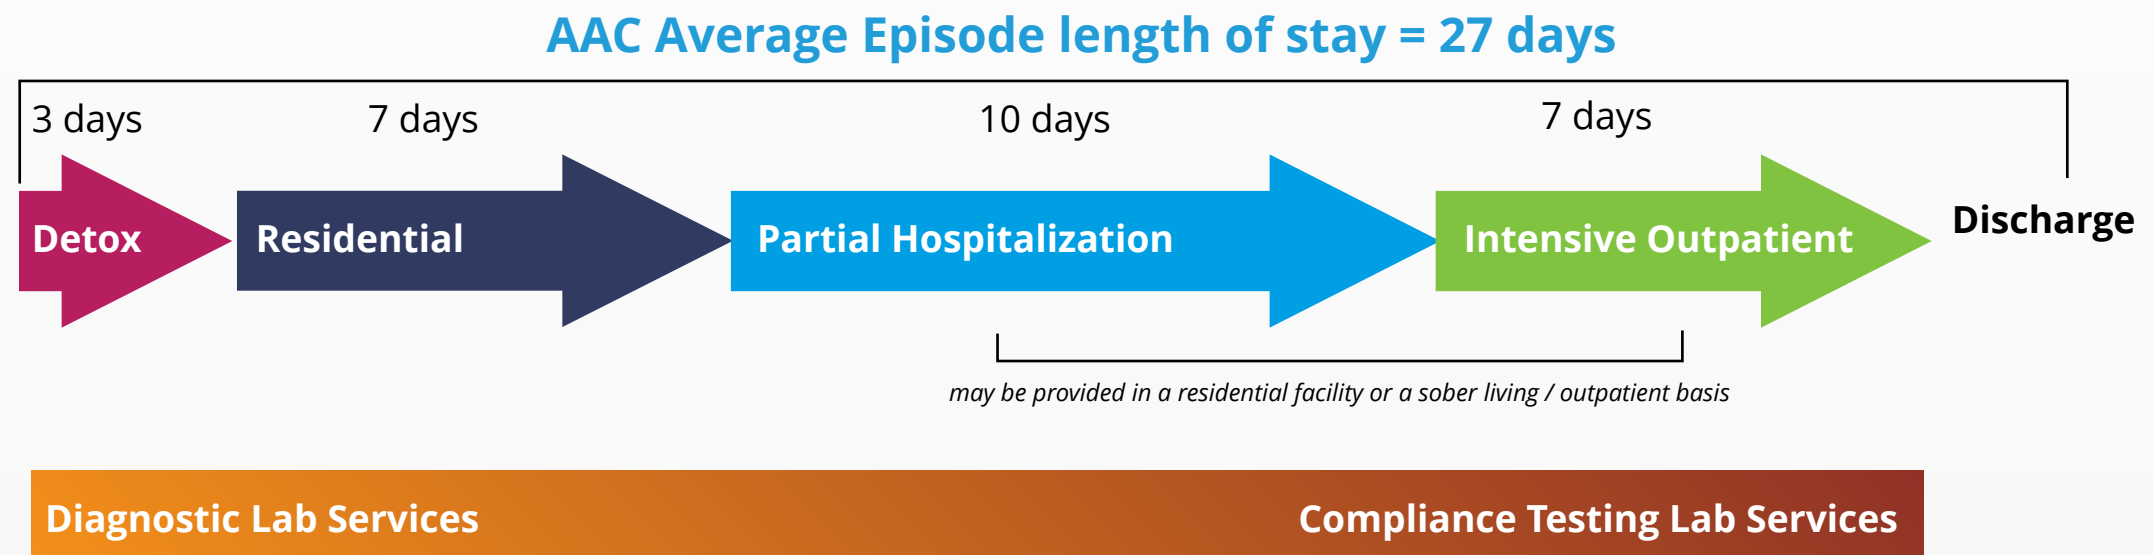 AAC Average Episode length of stay = 27 days
3 days
7 days
10 days
7 days
Detox
Residential
Partial Hospitalization
Intensive Outpatient
Discharge
may be provided in a residential facility or a sober living / outpatient basis
Diagnostic Lab Services
Compliance Testing Lab Services